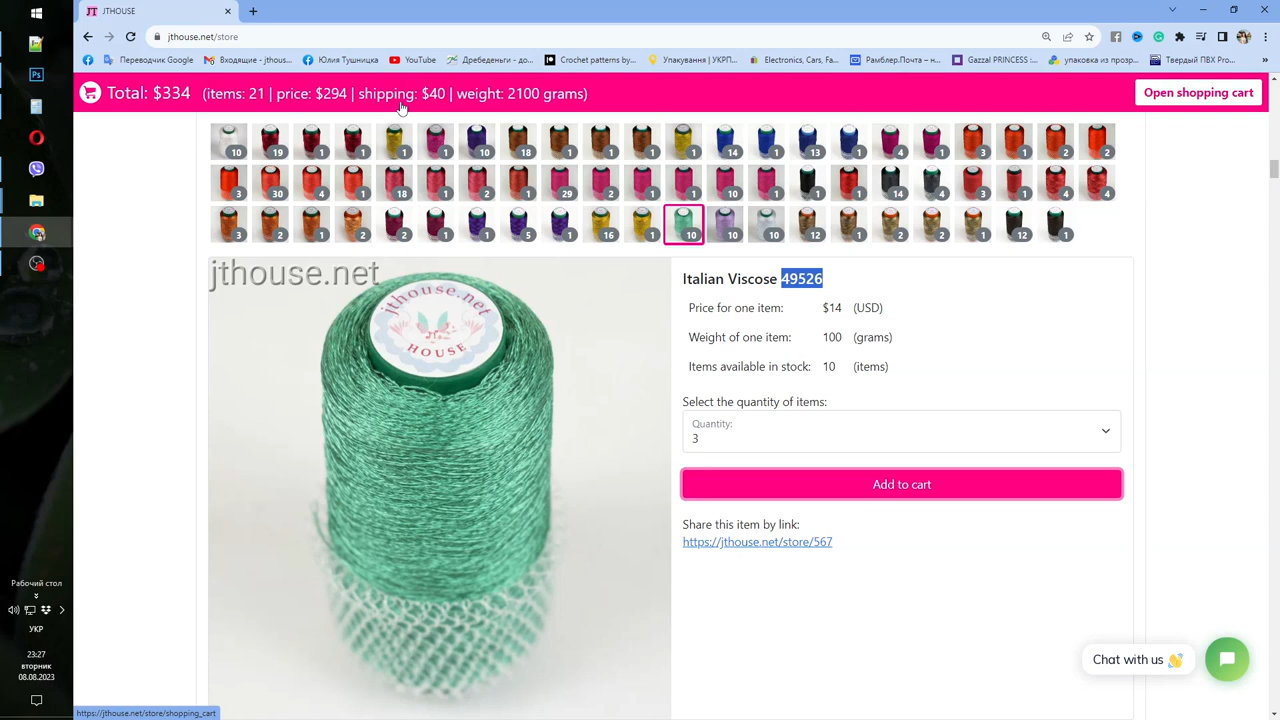 JTHOUSE
jthouse.net/store
Переводчик Google
Входящие - jthous...
Юлия Тушницка
YouTube
Дребеденьги - до...
Crochet patterns by...
Упакування | УКРП...
Electronics, Cars, Fa...
Рамблер.Почта – н...
Gazzal PRINCESS :...
упаковка из прозр...
Твердый ПВХ Pro...
Total: $334 (items: 21 | price: $294 | shipping: $40 | weight: 2100 grams)
Open shopping cart
10 19 1 1 1 1 10 18 1 1 1 1 14 1 13 1 4 1 3 1 2 2
3 30 4 1 18 1 2 1 29 2 1 1 10 1 1 1 14 4 3 1 4 4
3 2 1 2 2 1 1 5 1 16 1 10 10 10 12 1 2 2 1 12 1
jthouse.net
jthouse.net
HOUSE
Italian Viscose 49526
Price for one item: $14 (USD)
Weight of one item: 100 (grams)
Items available in stock: 10 (items)
Select the quantity of items:
Quantity:
3
Add to cart
Share this item by link:
https://jthouse.net/store/567
Chat with us 👋
Рабочий стол
УКР
23:27
вторник
08.08.2023
https://jthouse.net/store/shopping_cart